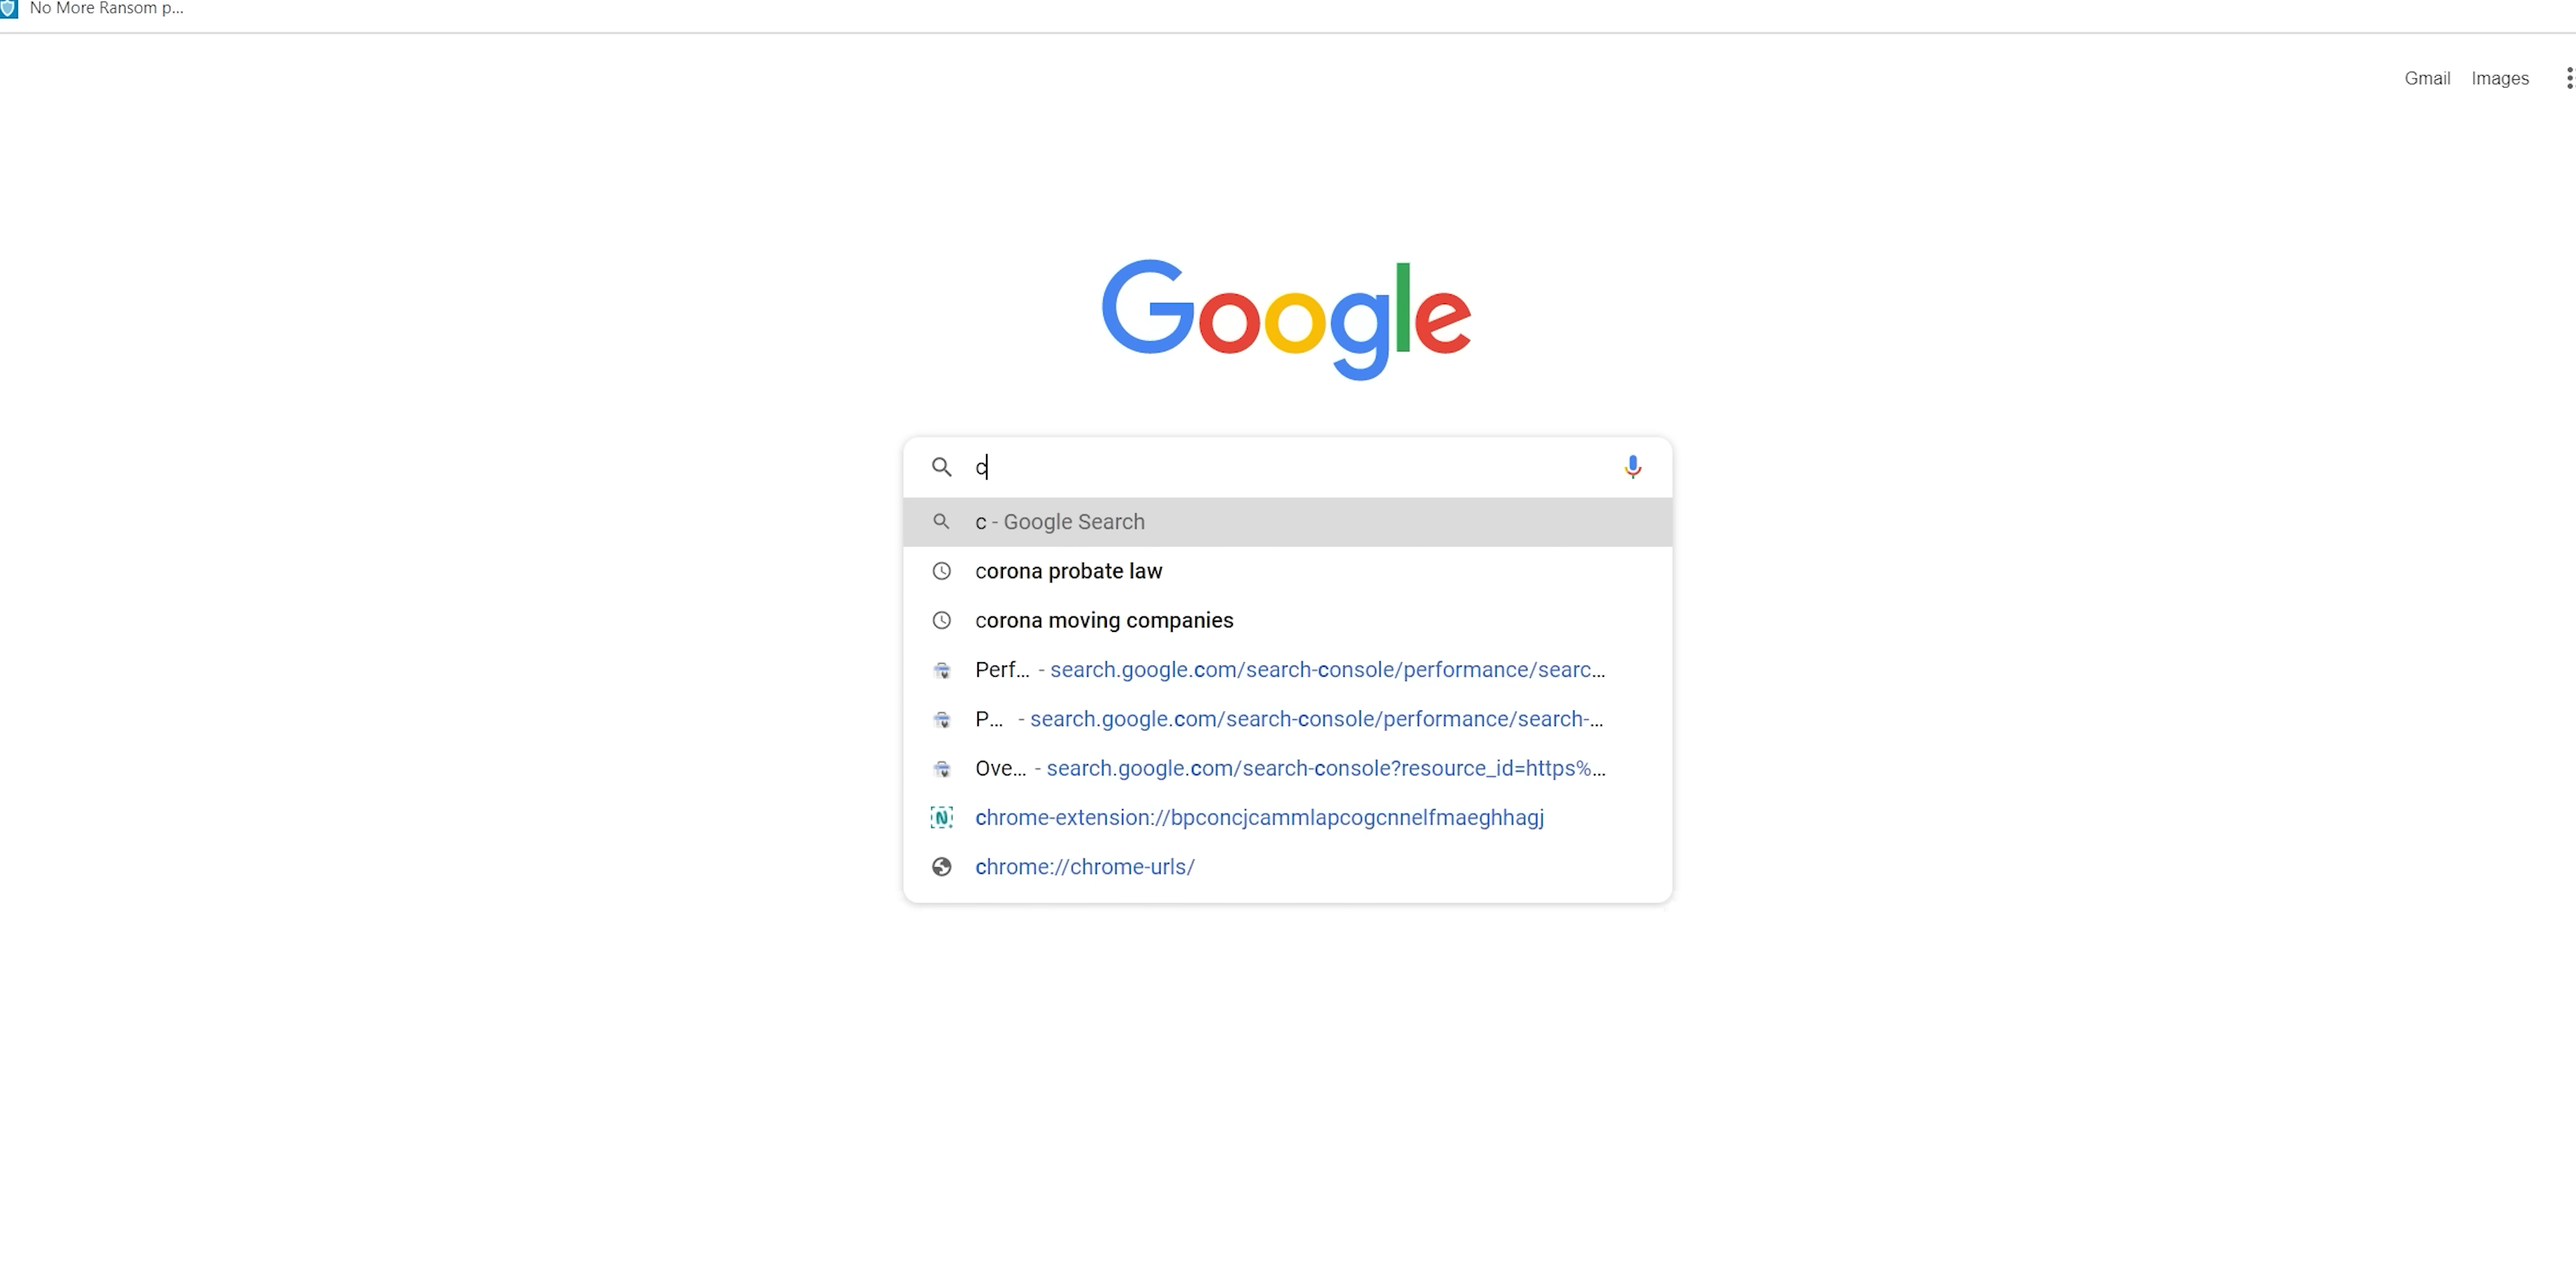 No More Ransom p...
Gmail Images
Google
c
c - Google Search
corona probate law
corona moving companies
Perf... - search.google.com/search-console/performance/searc...
P... - search.google.com/search-console/performance/search-...
Ove... - search.google.com/search-console?resource_id=https%...
chrome-extension://bpconcjcammlapcogcnnelfmaeghhagj
chrome://chrome-urls/